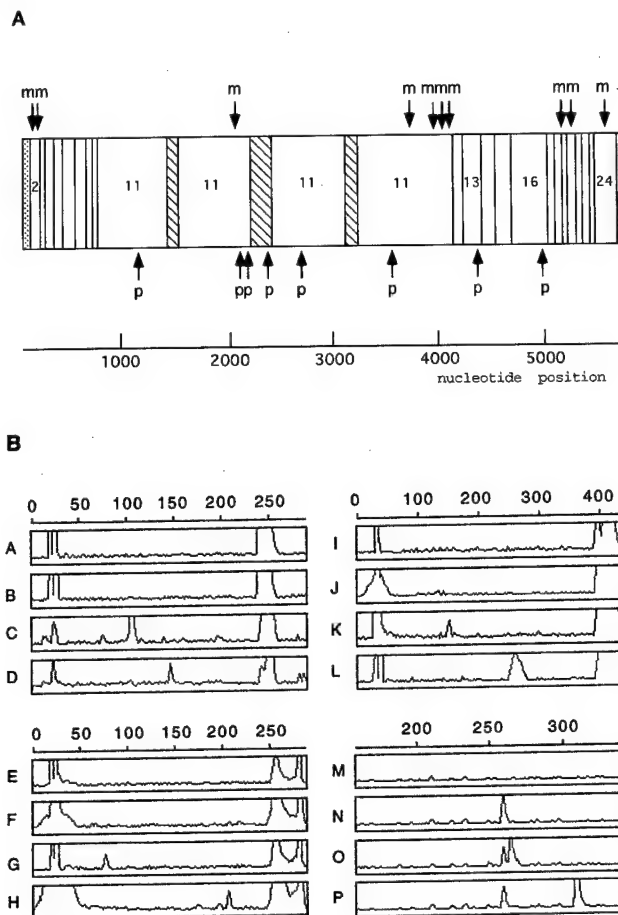 A
mm m m mmmm mm m
2 11 11 11 11 13 16 24
p pp p p p p p
1000 2000 3000 4000 5000
nucleotide position
B
0 50 100 150 200 250
A
B
C
D
0 100 200 300 400
I
J
K
L
0 50 100 150 200 250
E
F
G
H
200 250 300
M
N
O
P